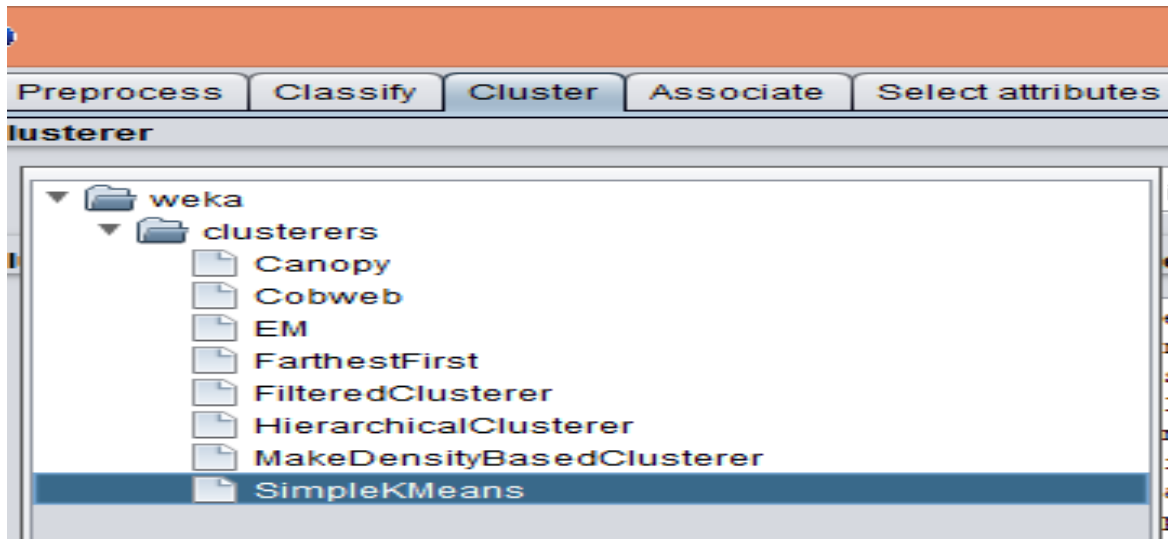 Preprocess Classify Cluster Associate Select attributes
lusterer
weka
clusterers
Canopy
Cobweb
EM
FarthestFirst
FilteredClusterer
HierarchicalClusterer
MakeDensityBasedClusterer
SimpleKMeans